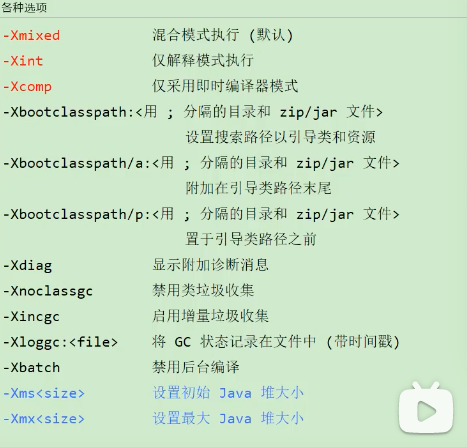 各种选项
-Xmixed 混合模式执行 (默认)
-Xint 仅解释模式执行
-Xcomp 仅采用即时编译器模式
-Xbootclasspath:<用 ; 分隔的目录和 zip/jar 文件>
设置搜索路径以引导类和资源
-Xbootclasspath/a:<用 ; 分隔的目录和 zip/jar 文件>
附加在引导类路径末尾
-Xbootclasspath/p:<用 ; 分隔的目录和 zip/jar 文件>
置于引导类路径之前
-Xdiag 显示附加诊断消息
-Xnoclassgc 禁用类垃圾收集
-Xincgc 启用增量垃圾收集
-Xloggc:<file> 将 GC 状态记录在文件中 (带时间戳)
-Xbatch 禁用后台编译
-Xms<size> 设置初始 Java 堆大小
-Xmx<size> 设置最大 Java 堆大小